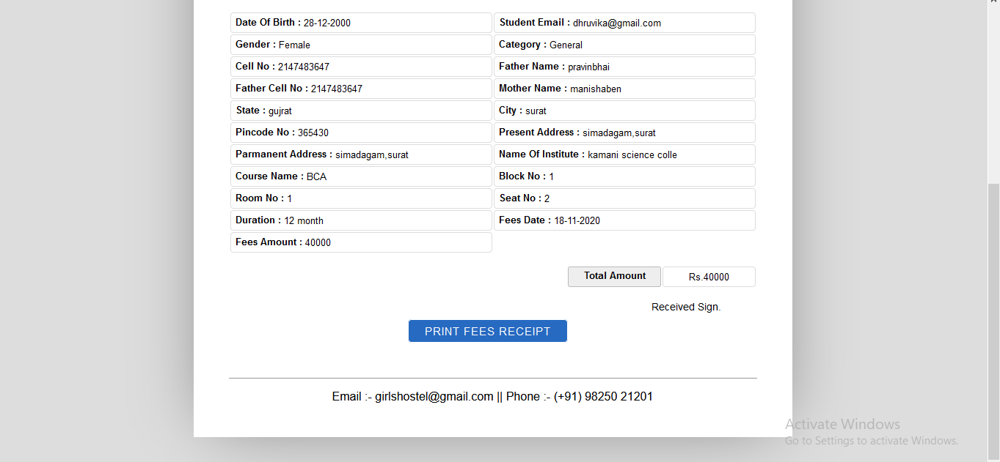 Date Of Birth : 28-12-2000 Student Email : dhruvika@gmail.com
Gender : Female Category : General
Cell No : 2147483647 Father Name : pravinbhai
Father Cell No : 2147483647 Mother Name : manishaben
State : gujrat City : surat
Pincode No : 365430 Present Address : simadagam,surat
Parmanent Address : simadagam,surat Name Of Institute : kamani science colle
Course Name : BCA Block No : 1
Room No : 1 Seat No : 2
Duration : 12 month Fees Date : 18-11-2020
Fees Amount : 40000
Total Amount Rs.40000
Received Sign.
PRINT FEES RECEIPT
Email :- girlshostel@gmail.com || Phone :- (+91) 98250 21201
Activate Windows
Go to Settings to activate Windows.